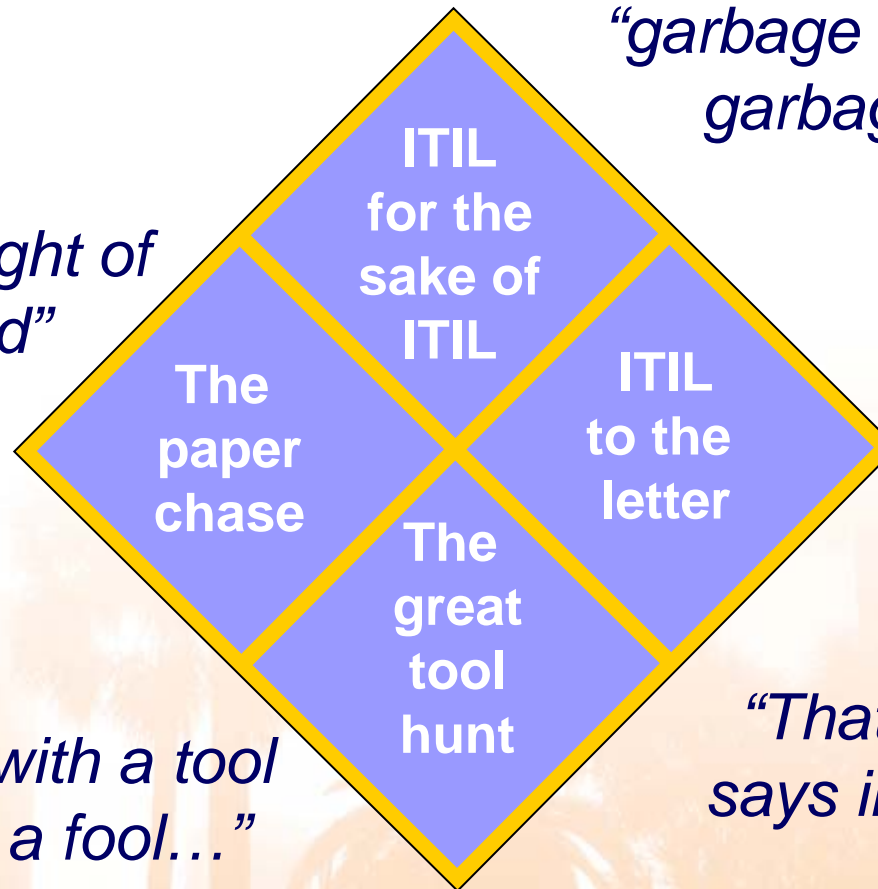 “garbage
garbag
ITIL
for the
sake of
ITIL
ght of
d”
The
paper
chase
ITIL
to the
letter
The
great
tool
hunt
“That
says i
with a tool
a fool…”